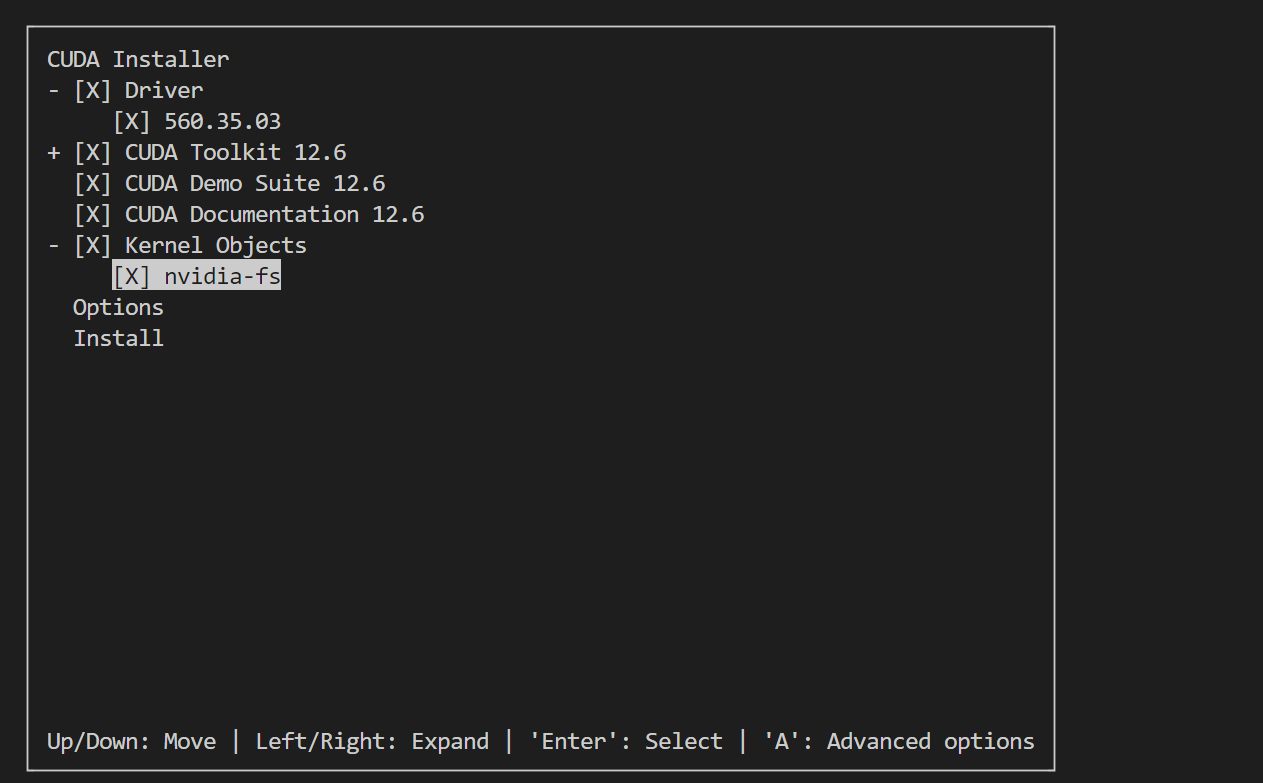 CUDA Installer
- [X] Driver
[X] 560.35.03
+ [X] CUDA Toolkit 12.6
[X] CUDA Demo Suite 12.6
[X] CUDA Documentation 12.6
- [X] Kernel Objects
[X] nvidia-fs
Options
Install
Up/Down: Move | Left/Right: Expand | 'Enter': Select | 'A': Advanced options